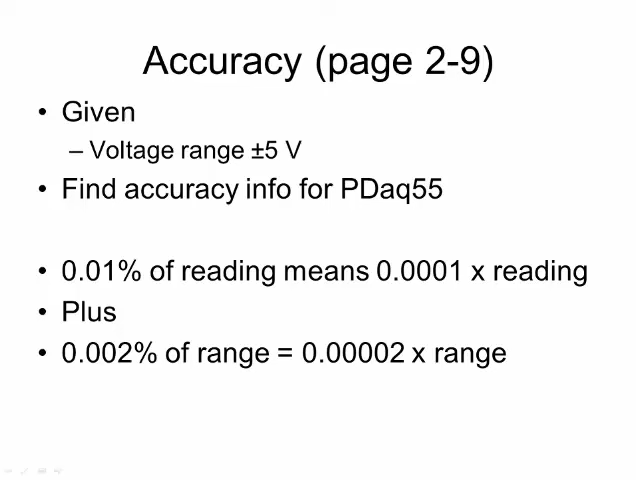 Accuracy (page 2-9)
• Given
– Voltage range ±5 V
• Find accuracy info for PDaq55
• 0.01% of reading means 0.0001 x reading
• Plus
• 0.002% of range = 0.00002 x range